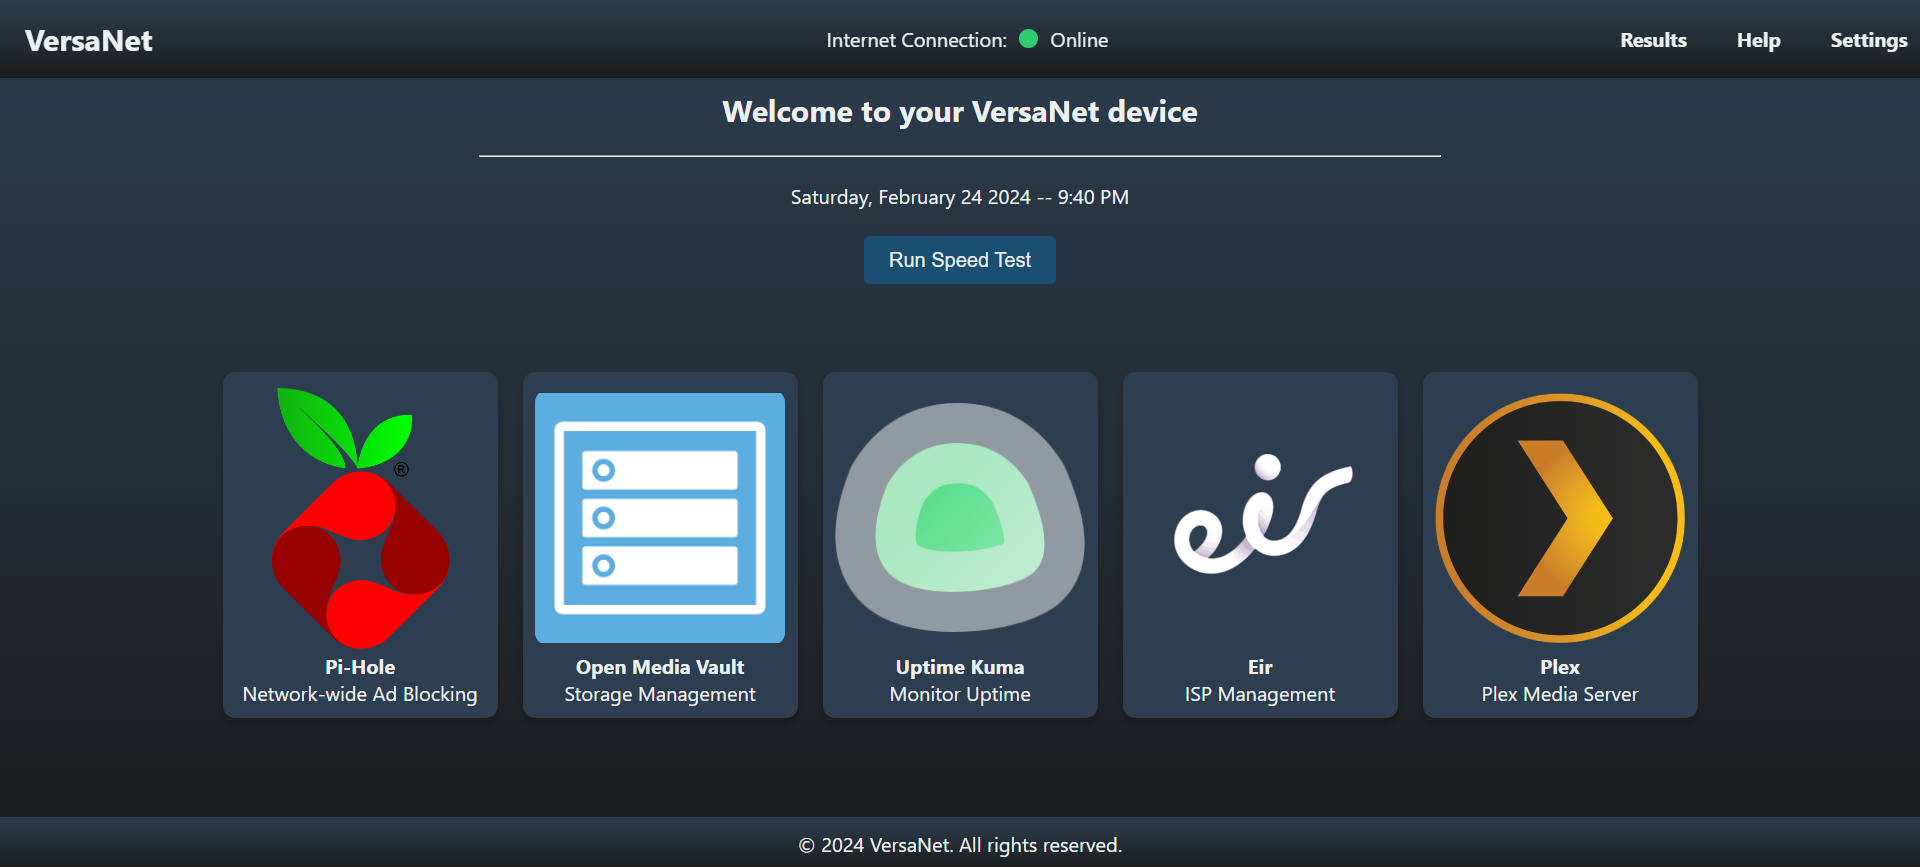 VersaNet
Internet Connection: Online
Results
Help
Settings
Welcome to your VersaNet device
Saturday, February 24 2024 -- 9:40 PM
Run Speed Test
®
Pi-Hole
Network-wide Ad Blocking
Open Media Vault
Storage Management
Uptime Kuma
Monitor Uptime
eir
Eir
ISP Management
Plex
Plex Media Server
© 2024 VersaNet. All rights reserved.